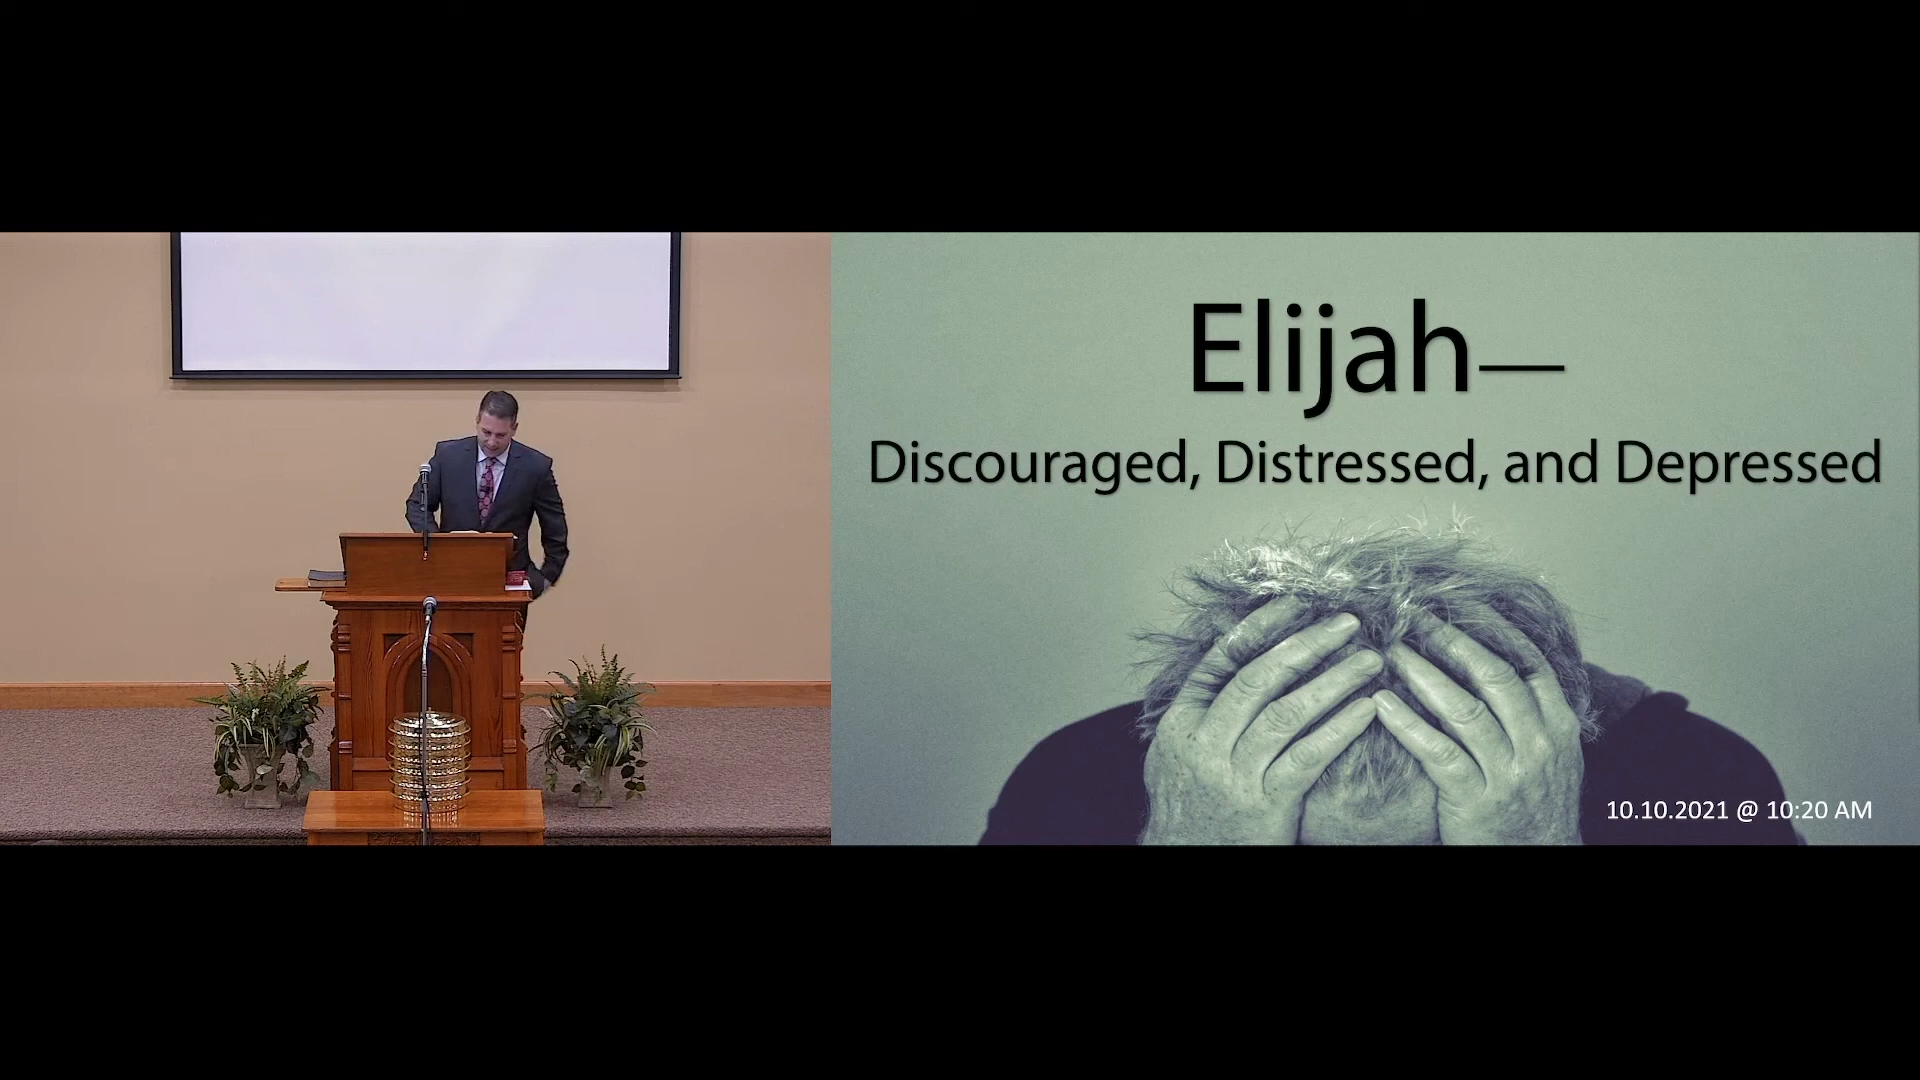 Elijah—
Discouraged, Distressed, and Depressed
10.10.2021 @ 10:20 AM